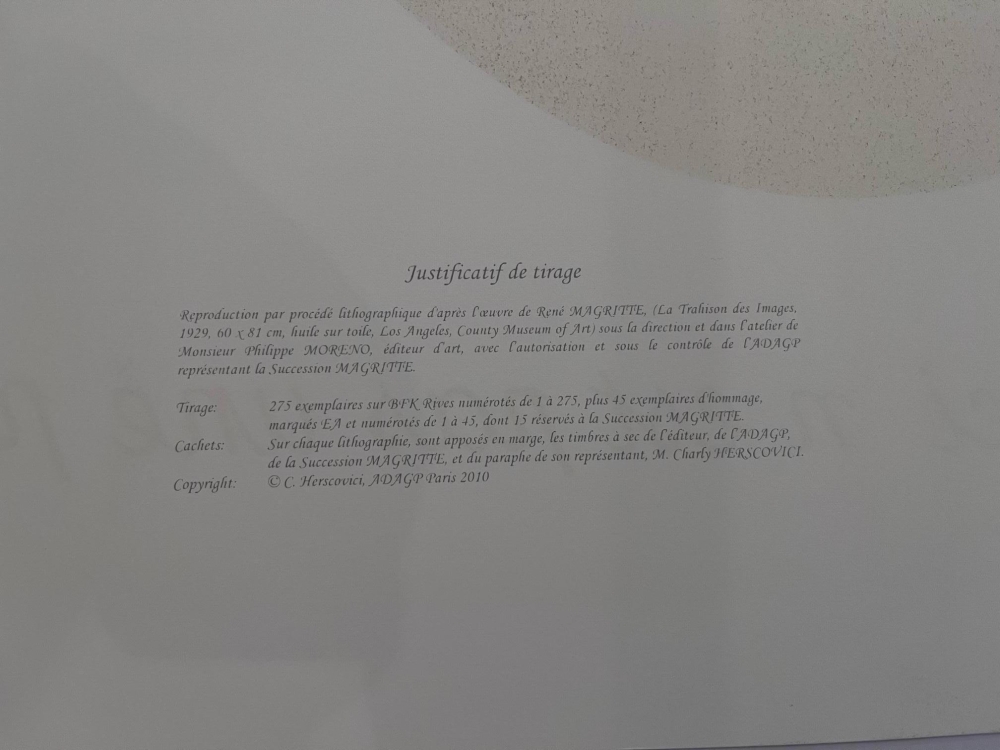 Justificatif de tirage
Reproduction par procédé lithographique d'après l'œuvre de René MAGRITTE, (La Trahison des Images,
1929, 60 x 81 cm, huile sur toile, Los Angeles, County Museum of Art) sous la direction et dans l'atelier de
Monsieur Philippe MORENO, éditeur d'art, avec l'autorisation et sous le contrôle de l'ADAGP
représentant la Succession MAGRITTE.
Tirage: 275 exemplaires sur BFK Rives numérotés de 1 à 275, plus 45 exemplaires d'hommage,
marqués EA et numérotés de 1 à 45, dont 15 réservés à la Succession MAGRITTE.
Cachets: Sur chaque lithographie, sont apposés en marge, les timbres à sec de l'éditeur, de l'ADAGP,
de la Succession MAGRITTE, et du paraphe de son représentant, M. Charly HERSCOVICI.
Copyright: © C. Herscovici, ADAGP Paris 2010